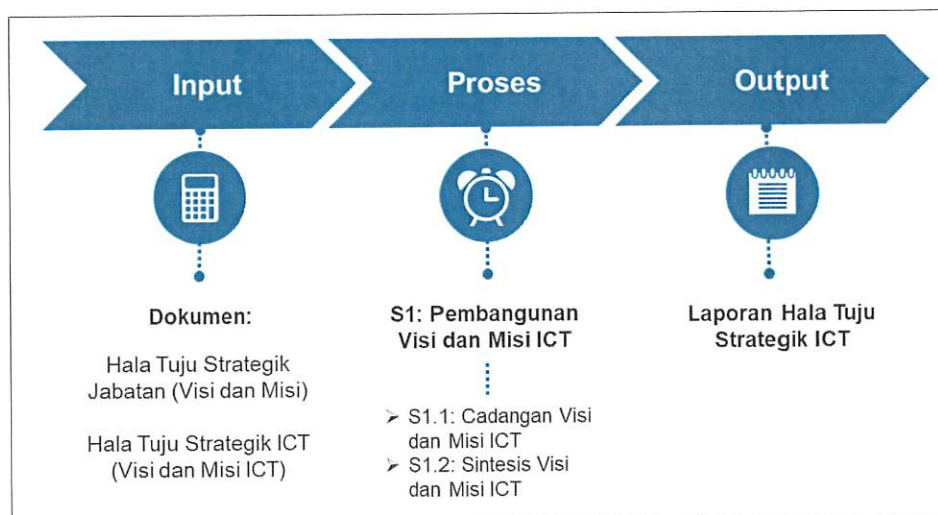 Input
Proses
Output
Dokumen:
Hala Tuju Strategik
Jabatan (Visi dan Misi)
Hala Tuju Strategik ICT
(Visi dan Misi ICT)
S1: Pembangunan
Visi dan Misi ICT
➢ S1.1: Cadangan Visi
dan Misi ICT
➢ S1.2: Sintesis Visi
dan Misi ICT
Laporan Hala Tuju
Strategik ICT